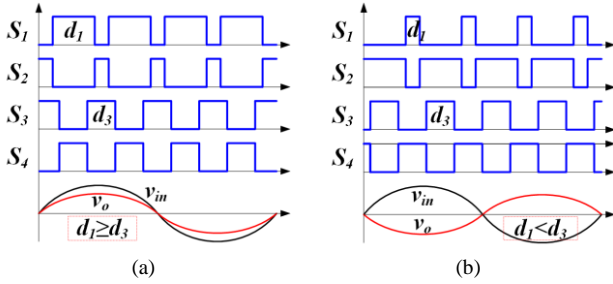 S1 d1
S2
S3 d3
S4
vin
vo
d1≥d3
(a)
S1 d1
S2
S3 d3
S4
vin
vo
d1<d3
(b)